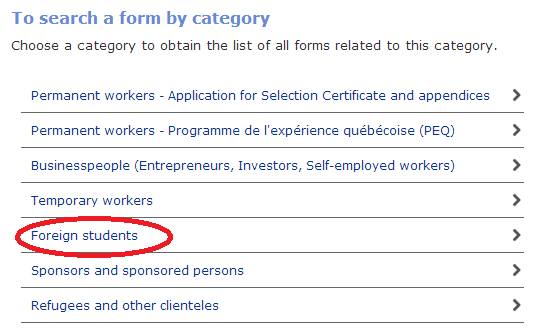 To search a form by category
Choose a category to obtain the list of all forms related to this category.
Permanent workers - Application for Selection Certificate and appendices
Permanent workers - Programme de l'expérience québécoise (PEQ)
Businesspeople (Entrepreneurs, Investors, Self-employed workers)
Temporary workers
Foreign students
Sponsors and sponsored persons
Refugees and other clienteles